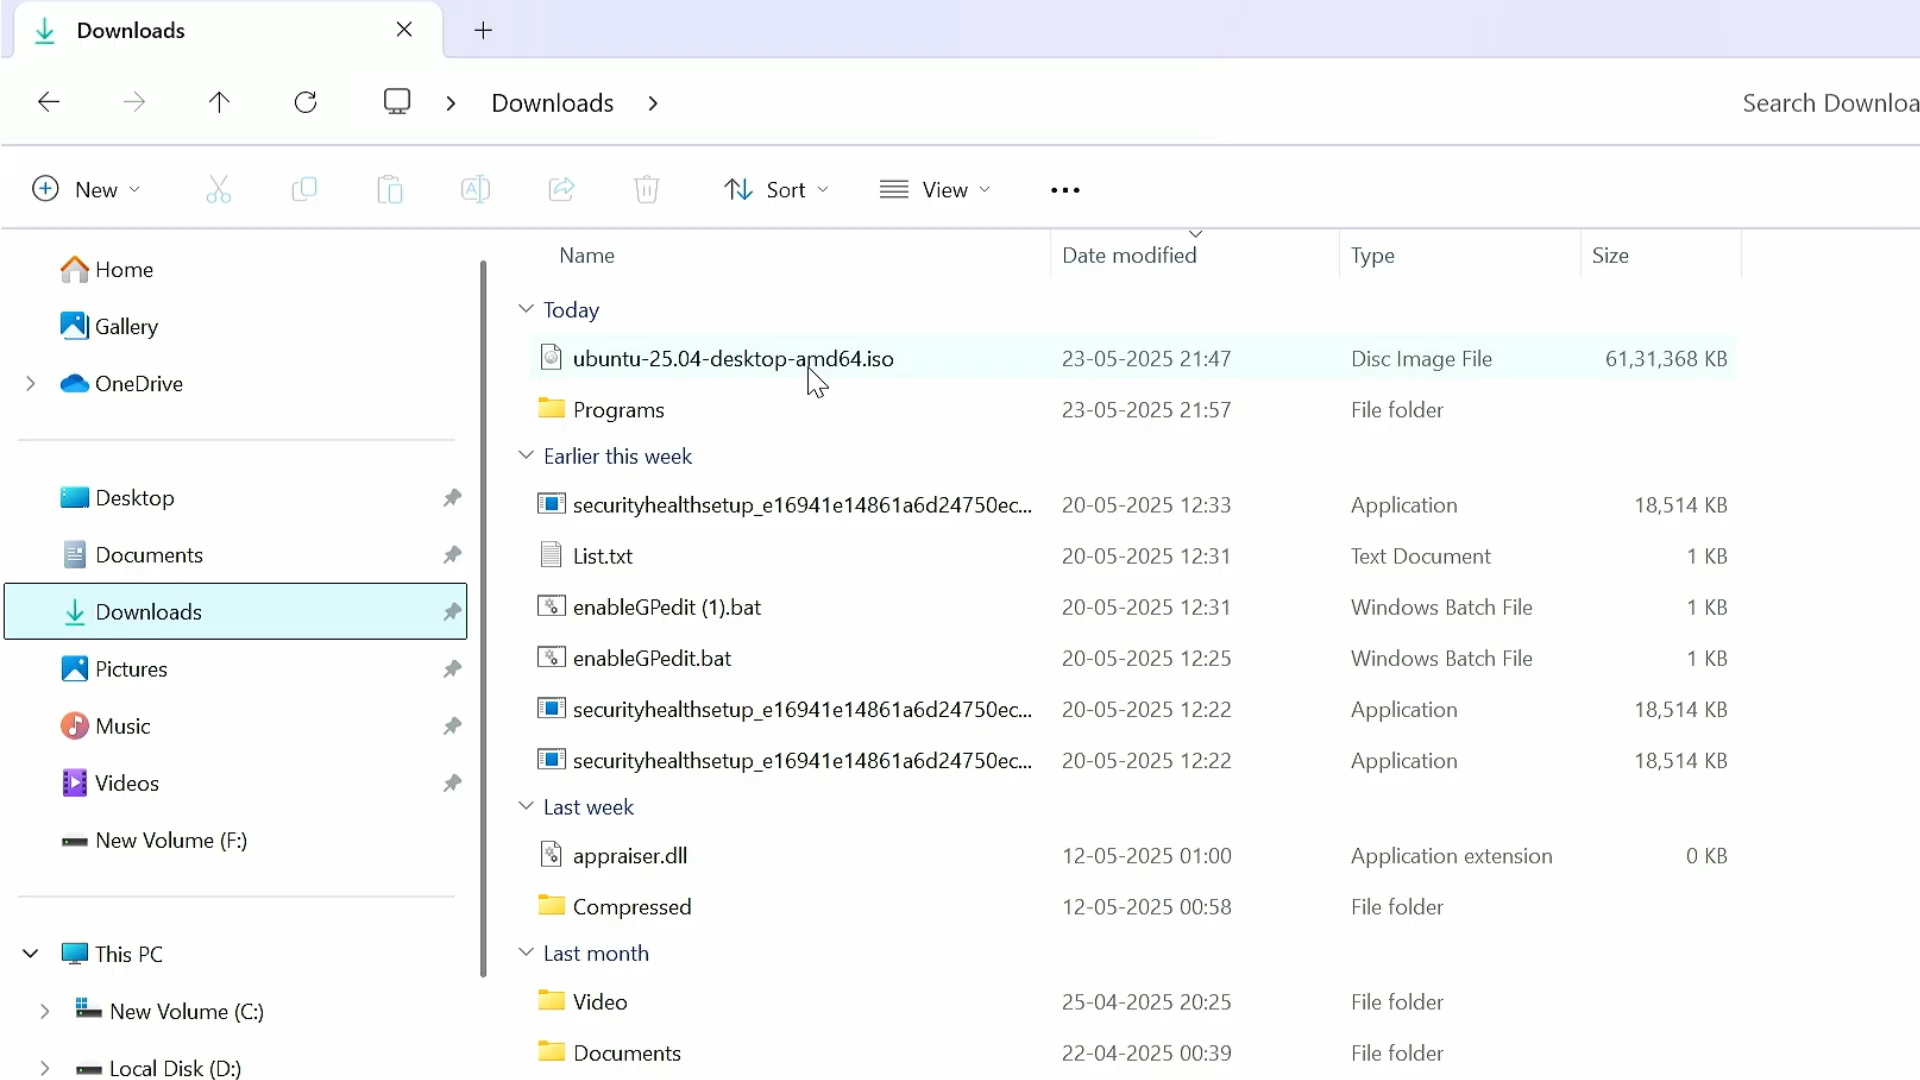 Downloads
Downloads
Search Downloa
New
Sort
View
Name
Date modified
Type
Size
Home
Gallery
OneDrive
Desktop
Documents
Downloads
Pictures
Music
Videos
New Volume (F:)
This PC
New Volume (C:)
Local Disk (D:)
Today
ubuntu-25.04-desktop-amd64.iso 23-05-2025 21:47 Disc Image File 61,31,368 KB
Programs 23-05-2025 21:57 File folder
Earlier this week
securityhealthsetup_e16941e14861a6d24750ec... 20-05-2025 12:33 Application 18,514 KB
List.txt 20-05-2025 12:31 Text Document 1 KB
enableGPedit (1).bat 20-05-2025 12:31 Windows Batch File 1 KB
enableGPedit.bat 20-05-2025 12:25 Windows Batch File 1 KB
securityhealthsetup_e16941e14861a6d24750ec... 20-05-2025 12:22 Application 18,514 KB
securityhealthsetup_e16941e14861a6d24750ec... 20-05-2025 12:22 Application 18,514 KB
Last week
appraiser.dll 12-05-2025 01:00 Application extension 0 KB
Compressed 12-05-2025 00:58 File folder
Last month
Video 25-04-2025 20:25 File folder
Documents 22-04-2025 00:39 File folder